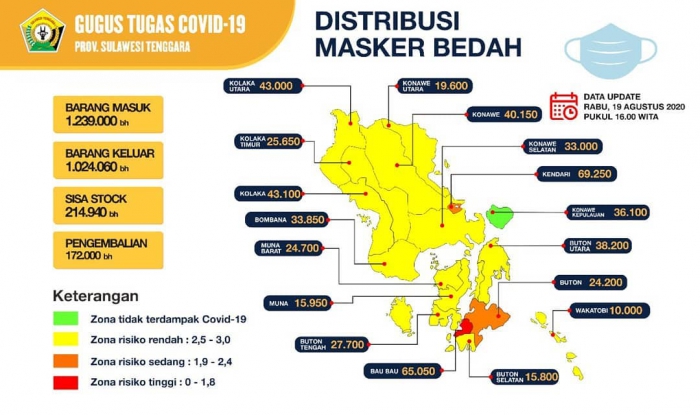 GUGUS TUGAS COVID-19
PROV. SULAWESI TENGGARA
DISTRIBUSI
MASKER BEDAH
DATA UPDATE
RABU, 19 AGUSTUS 2020
PUKUL 16.00 WITA
BARANG MASUK
1.239.000 bh
BARANG KELUAR
1.024.060 bh
SISA STOCK
214.940 bh
PENGEMBALIAN
172.000 bh
KOLAKA
UTARA 43.000
KONAWE
UTARA 19.600
KONAWE 40.150
KOLAKA
TIMUR 25.650
KONAWE
SELATAN 33.000
KENDARI 69.250
KOLAKA 43.100
KONAWE
KEPULAUAN 36.100
BOMBANA 33.850
MUNA
BARAT 24.700
BUTON
UTARA 38.200
BUTON 24.200
MUNA 15.950
WAKATOBI 10.000
BUTON
TENGAH 27.700
BAU BAU 65.050
BUTON
SELATAN 15.800
Keterangan
Zona tidak terdampak Covid-19
Zona risiko rendah : 2,5 - 3,0
Zona risiko sedang : 1,9 - 2,4
Zona risiko tinggi : 0 - 1,8